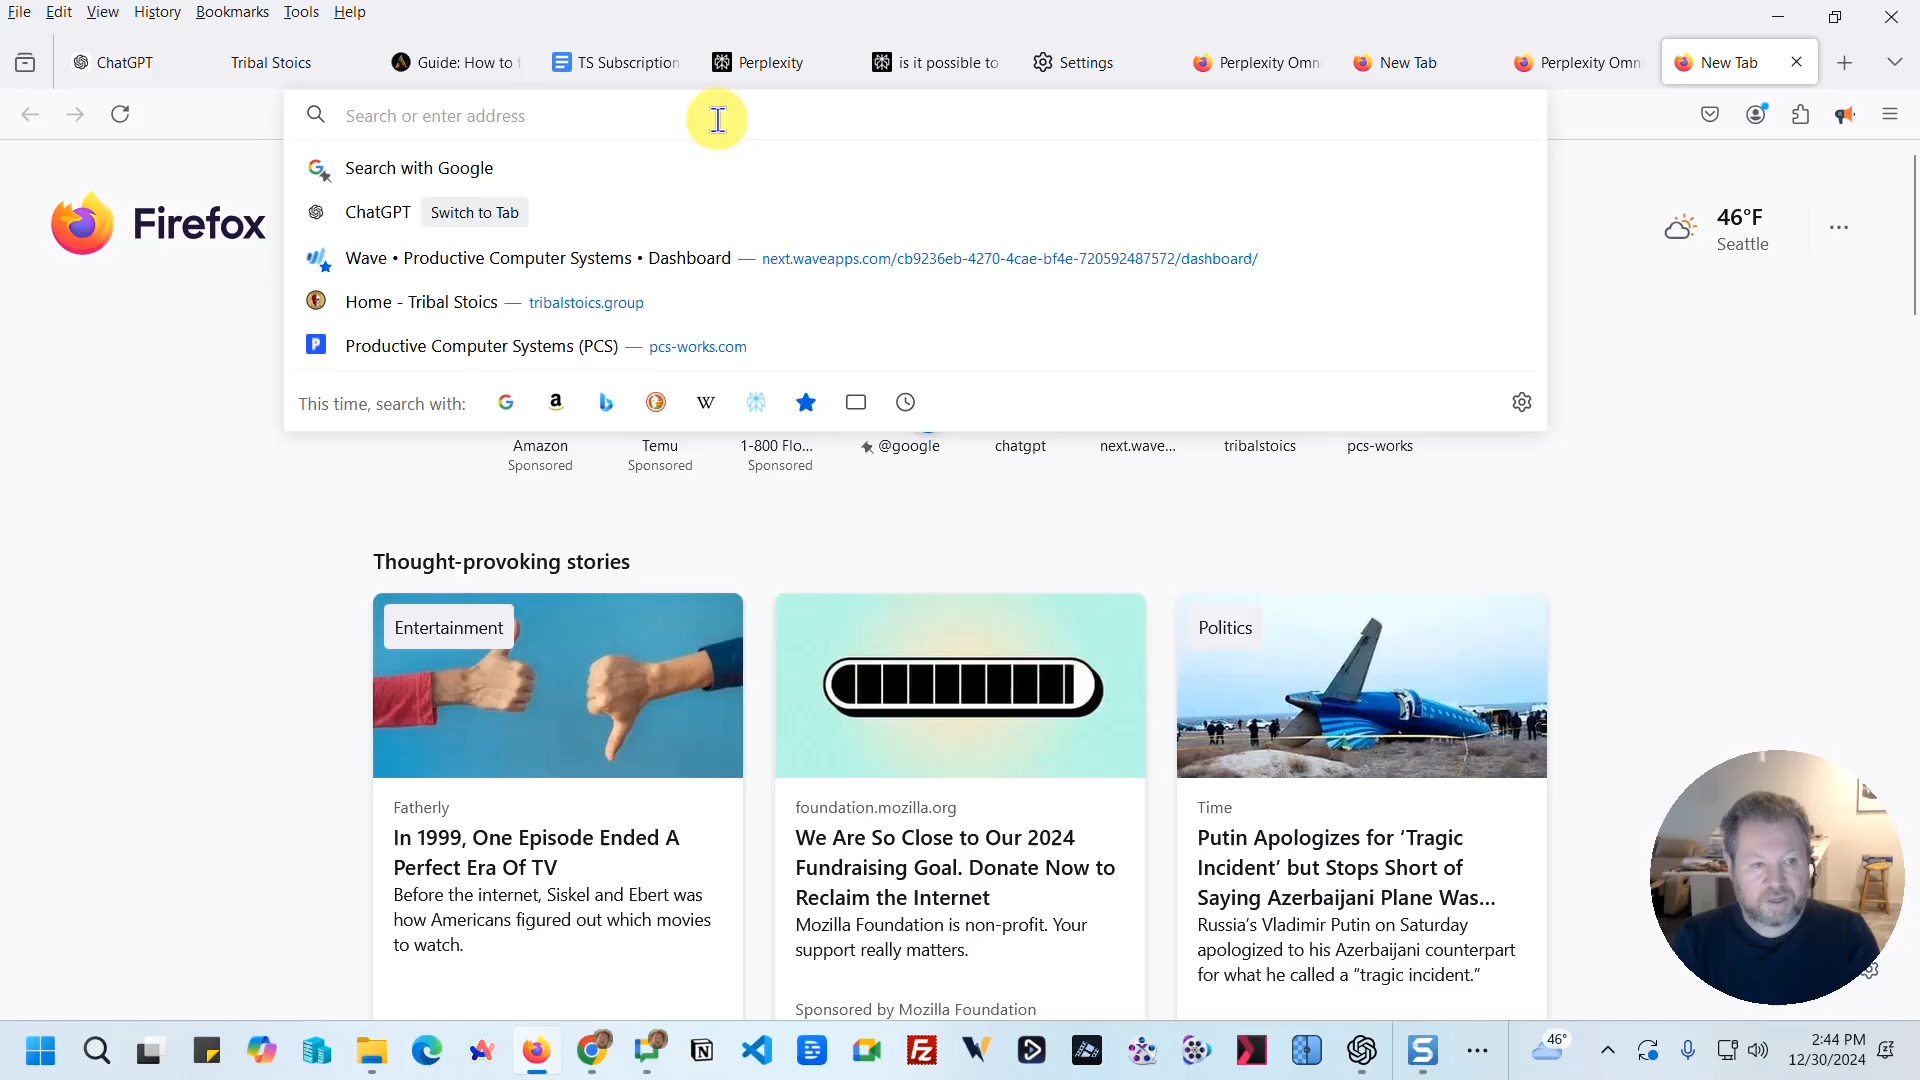 File Edit View History Bookmarks Tools Help
ChatGPT Tribal Stoics Guide: How to TS Subscription Perplexity is it possible to Settings Perplexity Omn New Tab Perplexity Omn New Tab
Search or enter address
Search with Google
ChatGPT Switch to Tab
Wave • Productive Computer Systems • Dashboard — next.waveapps.com/cb9236eb-4270-4cae-bf4e-720592487572/dashboard/
Home - Tribal Stoics — tribalstoics.group
Productive Computer Systems (PCS) — pcs-works.com
This time, search with:
Firefox
46°F
Seattle
Amazon Temu 1-800 Flo... @google chatgpt next.wave... tribalstoics pcs-works
Sponsored Sponsored Sponsored
Thought-provoking stories
Entertainment
Fatherly
In 1999, One Episode Ended A
Perfect Era Of TV
Before the internet, Siskel and Ebert was
how Americans figured out which movies
to watch.
foundation.mozilla.org
We Are So Close to Our 2024
Fundraising Goal. Donate Now to
Reclaim the Internet
Mozilla Foundation is non-profit. Your
support really matters.
Sponsored by Mozilla Foundation
Politics
Time
Putin Apologizes for ‘Tragic
Incident’ but Stops Short of
Saying Azerbaijani Plane Was...
Russia’s Vladimir Putin on Saturday
apologized to his Azerbaijani counterpart
for what he called a “tragic incident.”
46°
2:44 PM
12/30/2024